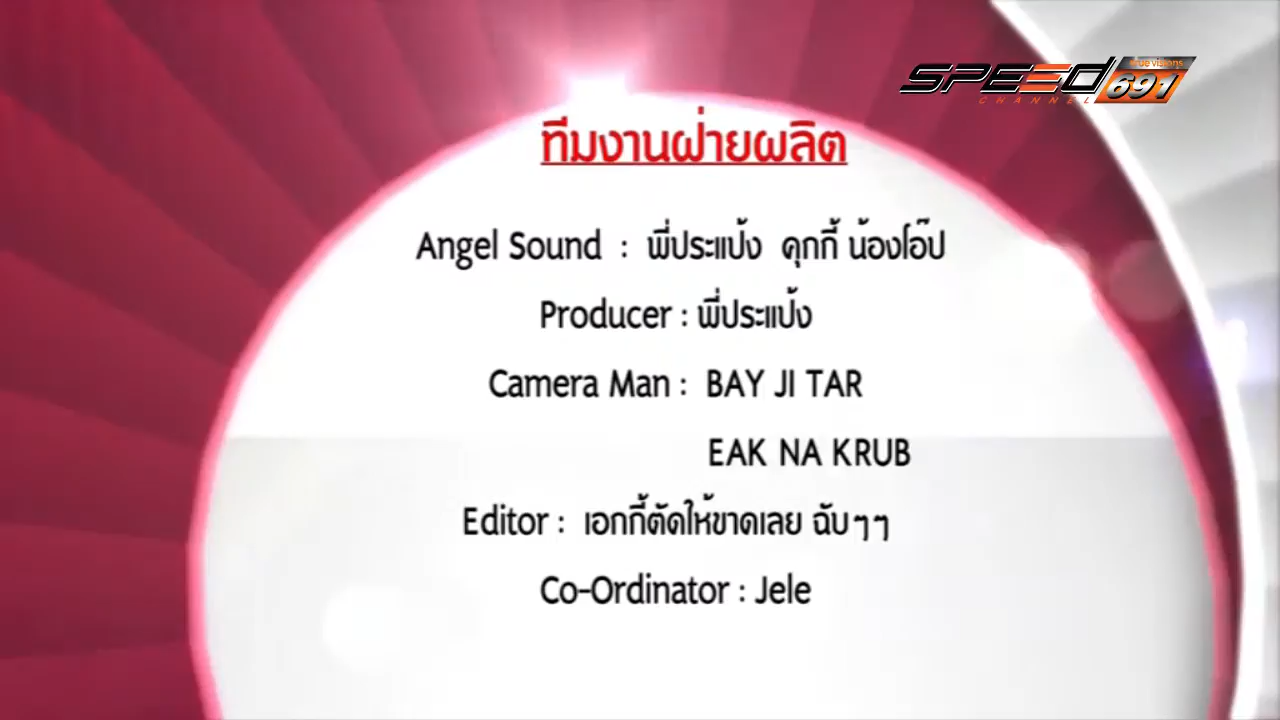 SPEED
CHANNEL
true visions
691
ทีมงานฝ่ายผลิต
Angel Sound : พี่ประแป้ง คุกกี้ น้องโอ๊ป
Producer : พี่ประแป้ง
Camera Man : BAY JI TAR
EAK NA KRUB
Editor : เอกกี้ตัดให้ขาดเลย ฉับๆๆ
Co-Ordinator : Jele